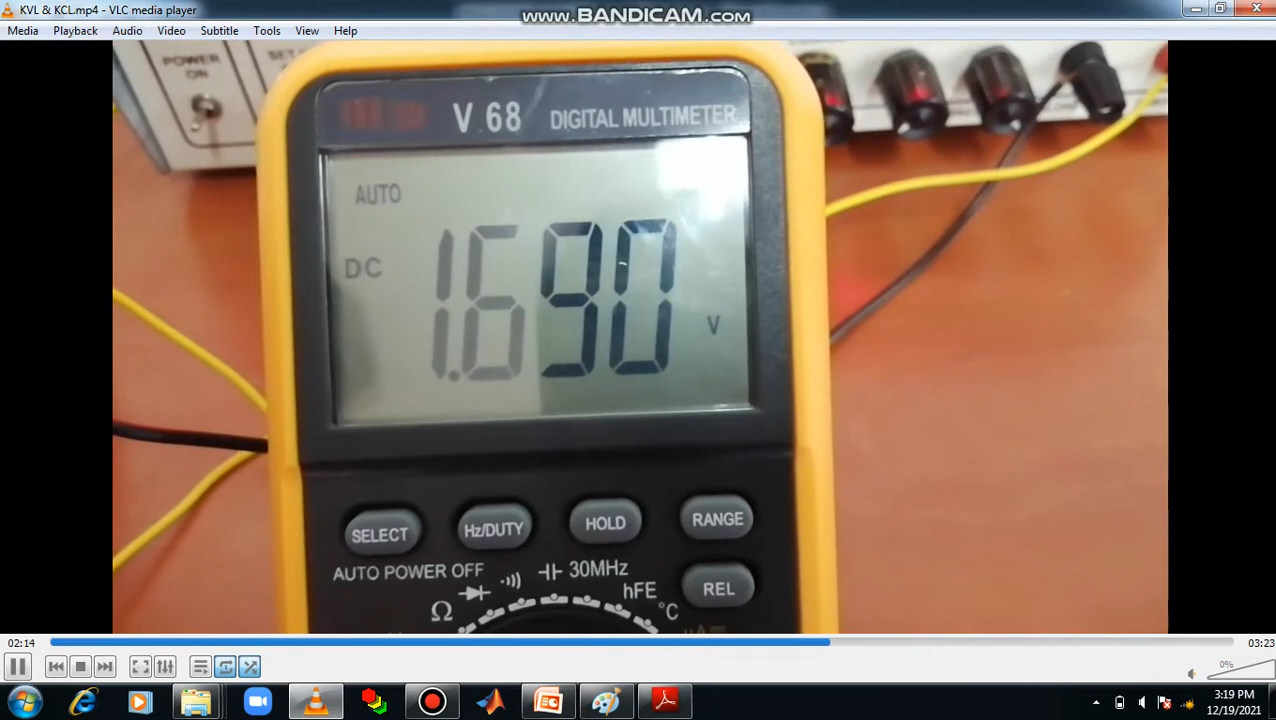 KVL & KCL.mp4 - VLC media player
www.BANDICAM.com
Media Playback Audio Video Subtitle Tools View Help
POWER
ON
V 68 DIGITAL MULTIMETER
AUTO
DC
1.690
V
SELECT
Hz/DUTY
HOLD
RANGE
AUTO POWER OFF
30MHz
hFE
REL
Ω
°C
02:14
03:23
0%
3:19 PM
12/19/2021